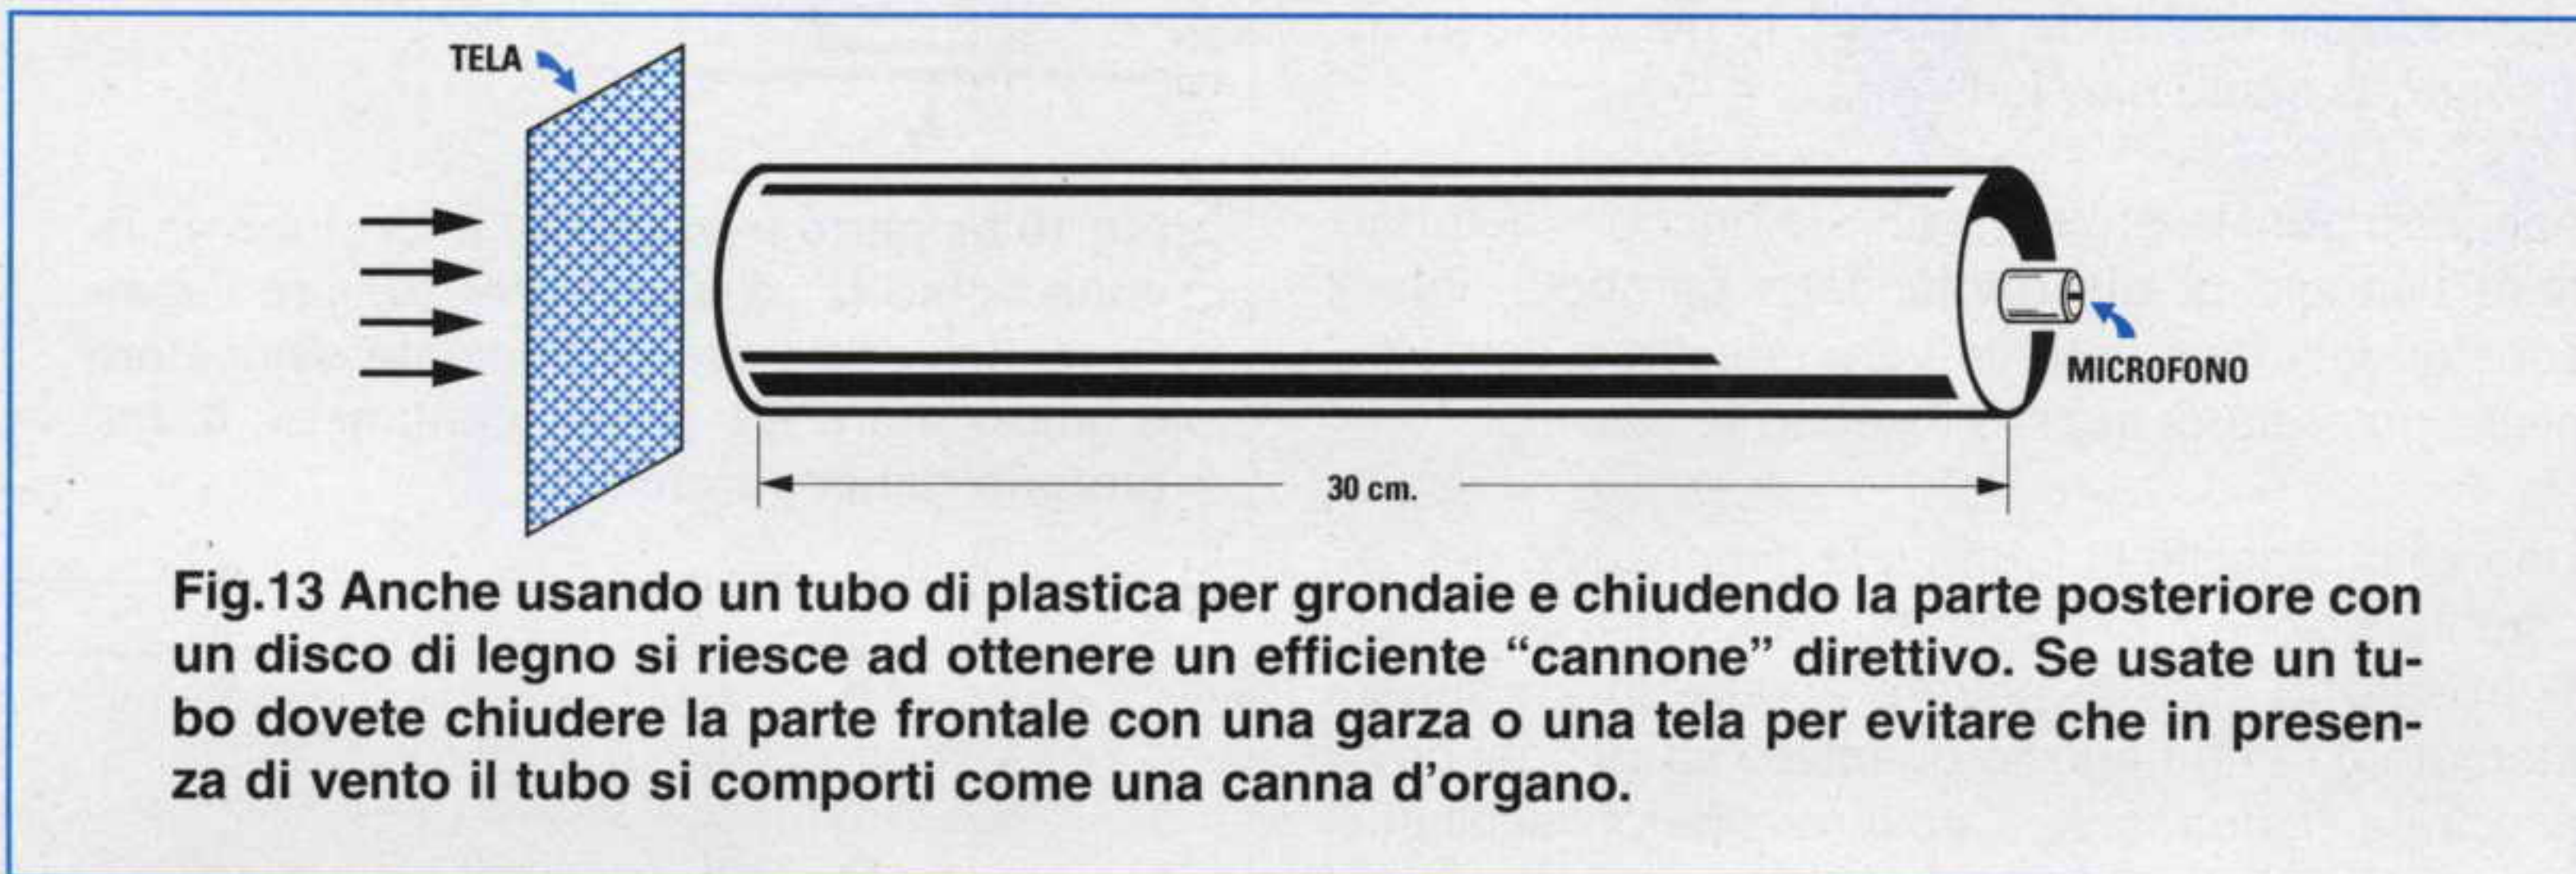 TELA
MICROFONO
30 cm.
Fig.13 Anche usando un tubo di plastica per grondaie e chiudendo la parte posteriore con
un disco di legno si riesce ad ottenere un efficiente “cannone” direttivo. Se usate un tu-
bo dovete chiudere la parte frontale con una garza o una tela per evitare che in presen-
za di vento il tubo si comporti come una canna d’organo.